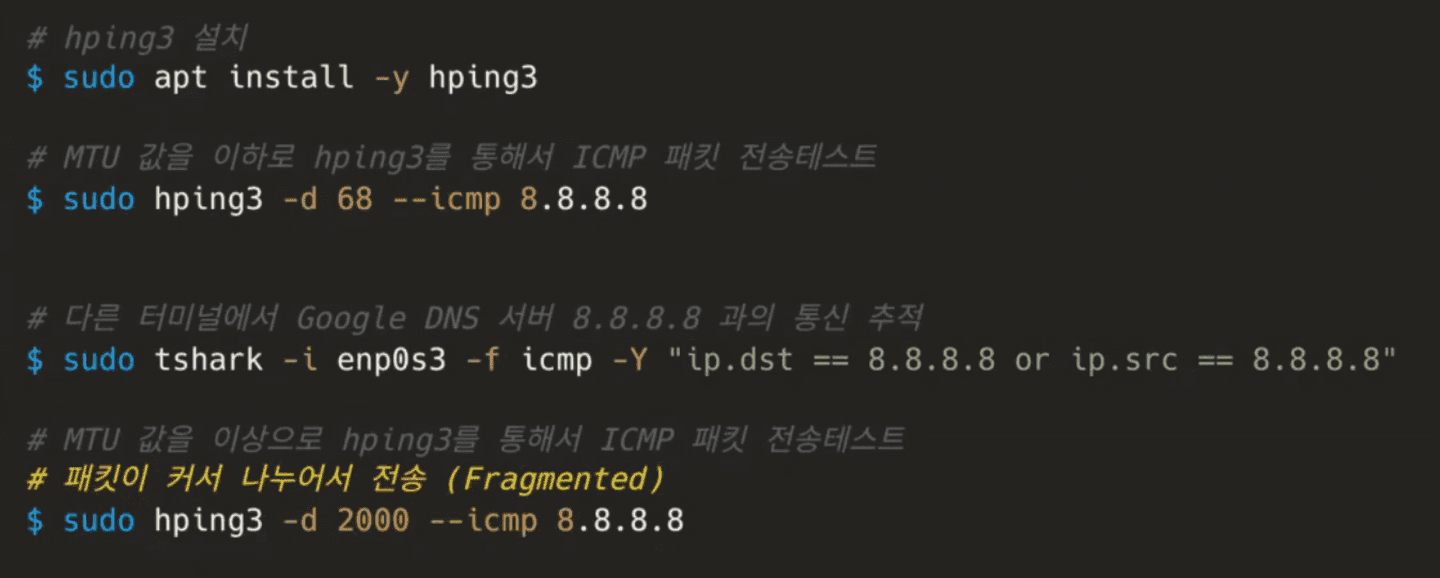 # hping3 설치
$ sudo apt install -y hping3
# MTU 값을 이하로 hping3를 통해서 ICMP 패킷 전송테스트
$ sudo hping3 -d 68 --icmp 8.8.8.8
# 다른 터미널에서 Google DNS 서버 8.8.8.8 과의 통신 추적
$ sudo tshark -i enp0s3 -f icmp -Y "ip.dst == 8.8.8.8 or ip.src == 8.8.8.8"
# MTU 값을 이상으로 hping3를 통해서 ICMP 패킷 전송테스트
# 패킷이 커서 나누어서 전송 (Fragmented)
$ sudo hping3 -d 2000 --icmp 8.8.8.8